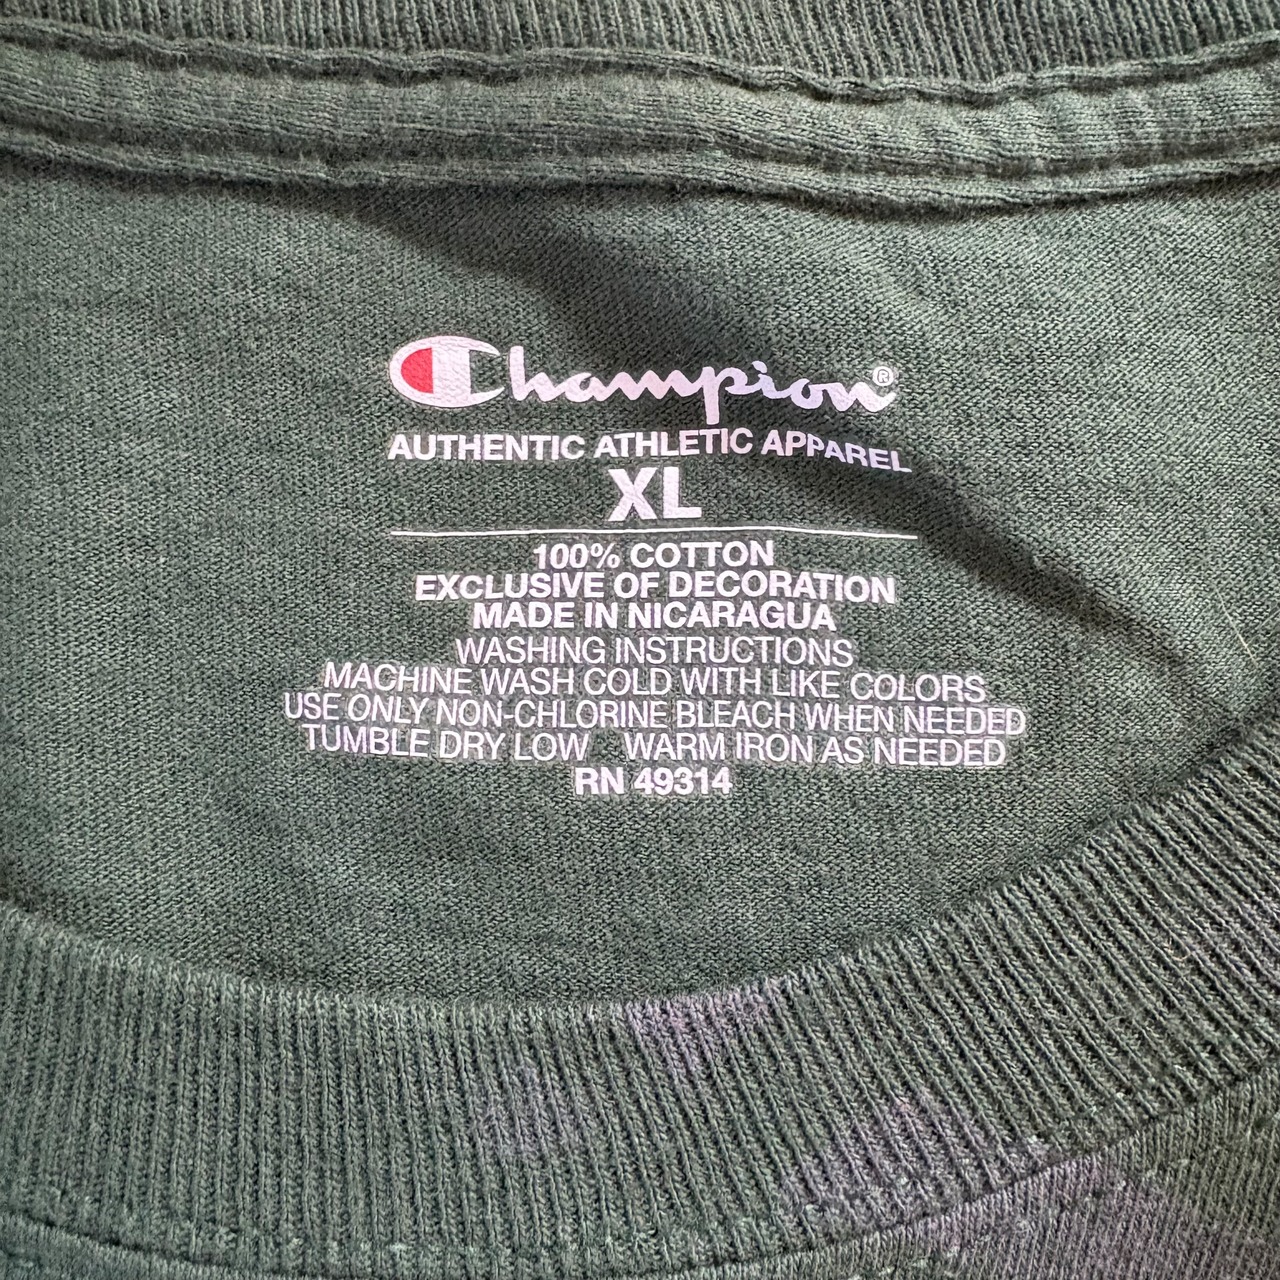 Champion®
AUTHENTIC ATHLETIC APPAREL
XL
100% COTTON
EXCLUSIVE OF DECORATION
MADE IN NICARAGUA
WASHING INSTRUCTIONS
MACHINE WASH COLD WITH LIKE COLORS
USE ONLY NON-CHLORINE BLEACH WHEN NEEDED
TUMBLE DRY LOW WARM IRON AS NEEDED
RN 49314